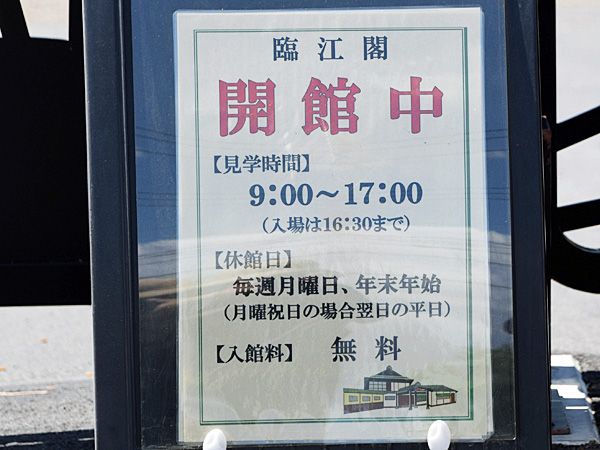 臨江閣
開館中
【見学時間】
9:00～17:00
（入場は16:30まで）
【休館日】
毎週月曜日、年末年始
（月曜祝日の場合翌日の平日）
【入館料】 無料